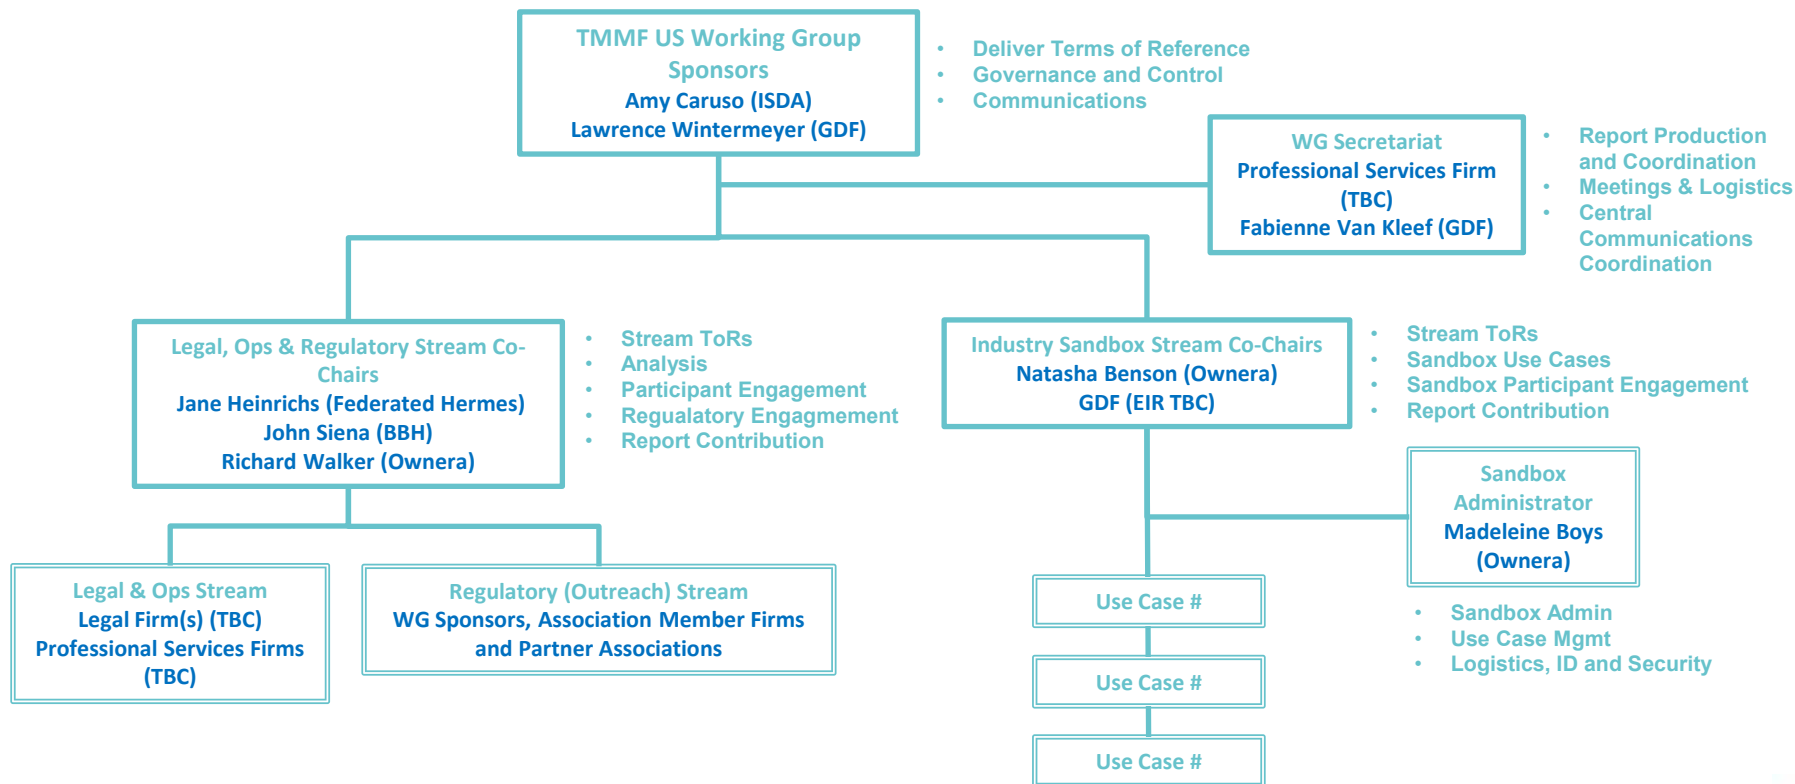 TMMF US Working Group
Sponsors
Amy Caruso (ISDA)
Lawrence Wintermeyer (GDF)
• Deliver Terms of Reference
• Governance and Control
• Communications
WG Secretariat
Professional Services Firm
(TBC)
Fabienne Van Kleef (GDF)
• Report Production
and Coordination
• Meetings & Logistics
• Central
Communications
Coordination
Legal, Ops & Regulatory Stream Co-
Chairs
Jane Heinrichs (Federated Hermes)
John Siena (BBH)
Richard Walker (Ownera)
• Stream ToRs
• Analysis
• Participant Engagement
• Regualatory Engagmement
• Report Contribution
Industry Sandbox Stream Co-Chairs
Natasha Benson (Ownera)
GDF (EIR TBC)
• Stream ToRs
• Sandbox Use Cases
• Sandbox Participant Engagement
• Report Contribution
Sandbox
Administrator
Madeleine Boys
(Ownera)
• Sandbox Admin
• Use Case Mgmt
• Logistics, ID and Security
Legal & Ops Stream
Legal Firm(s) (TBC)
Professional Services Firms
(TBC)
Regulatory (Outreach) Stream
WG Sponsors, Association Member Firms
and Partner Associations
Use Case #
Use Case #
Use Case #